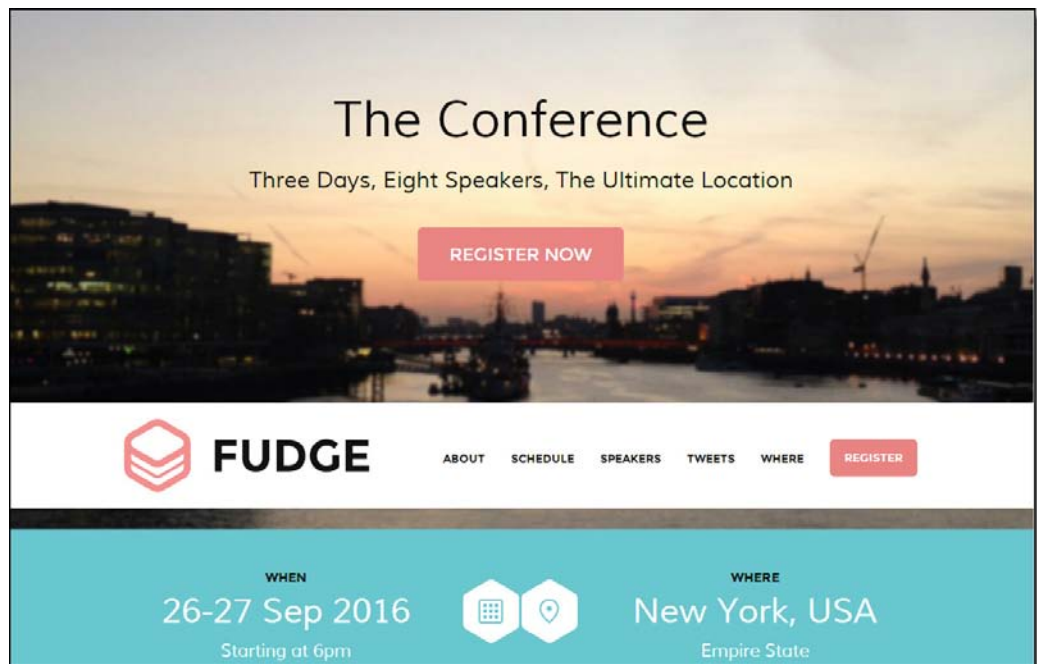 The Conference
Three Days, Eight Speakers, The Ultimate Location
REGISTER NOW
FUDGE
ABOUT SCHEDULE SPEAKERS TWEETS WHERE REGISTER
WHEN
26-27 Sep 2016
Starting at 6pm
WHERE
New York, USA
Empire State